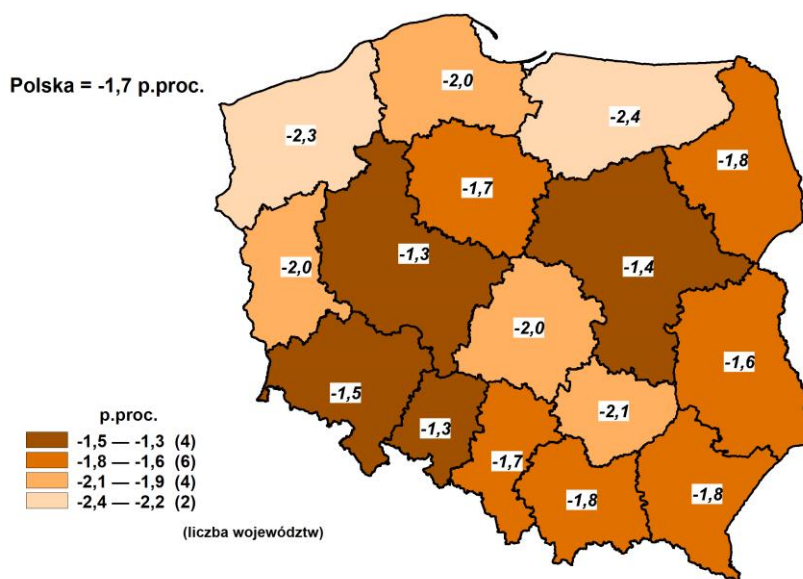 Polska = -1,7 p.proc.
-2,0
-2,3
-2,4
-1,8
-1,7
-1,3
-2,0
-1,4
-2,0
-1,6
-1,5
-1,3
-2,1
-1,7
-1,8
-1,8
p.proc.
-1,5 — -1,3 (4)
-1,8 — -1,6 (6)
-2,1 — -1,9 (4)
-2,4 — -2,2 (2)
(liczba województw)